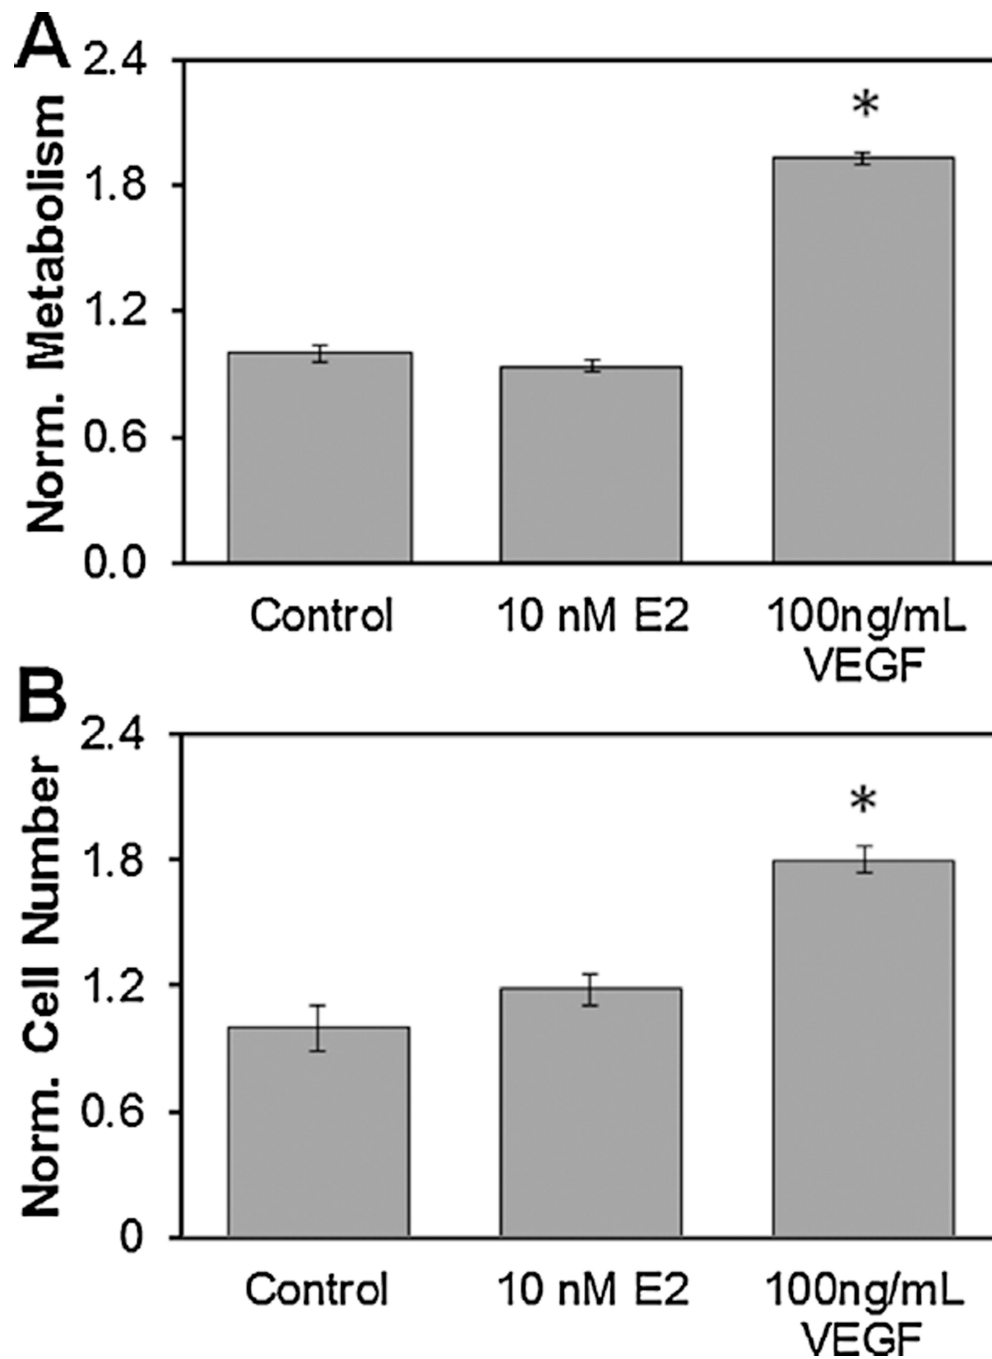 A
2.4
1.8
1.2
0.6
0.0
Norm. Metabolism
*
Control
10 nM E2
100ng/mL
VEGF
B
2.4
1.8
1.2
0.6
0
Norm. Cell Number
*
Control
10 nM E2
100ng/mL
VEGF